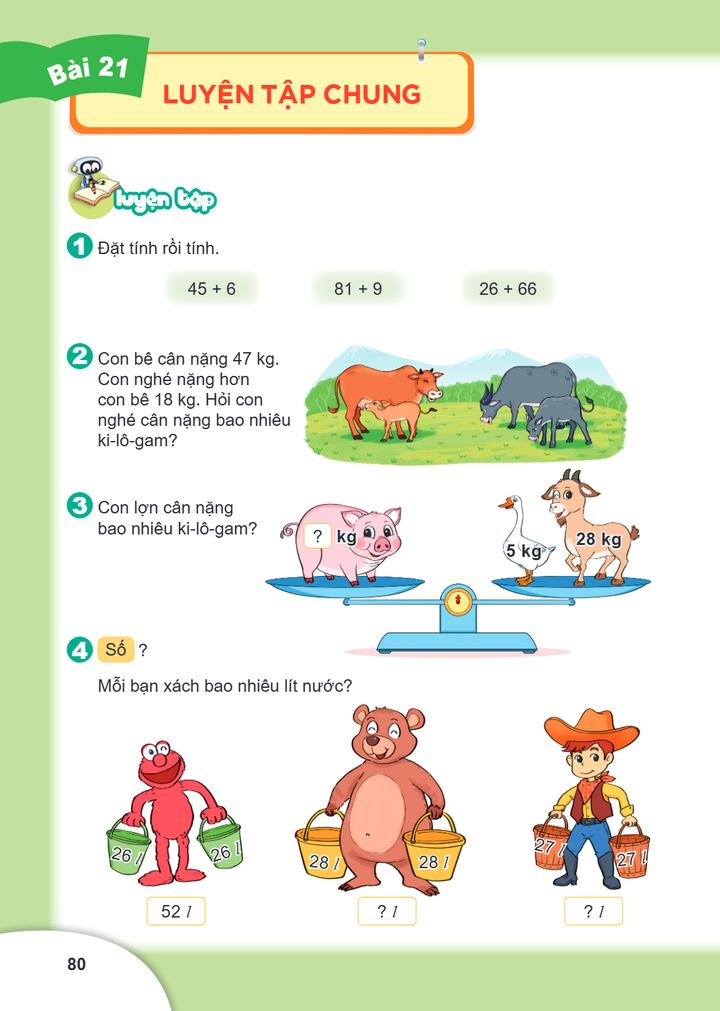 Bài 21
LUYỆN TẬP CHUNG
luyện tập
1 Đặt tính rồi tính.
45 + 6 81 + 9 26 + 66
2 Con bê cân nặng 47 kg.
Con nghé nặng hơn
con bê 18 kg. Hỏi con
nghé cân nặng bao nhiêu
ki-lô-gam?
3 Con lợn cân nặng
bao nhiêu ki-lô-gam?
? kg
5 kg
28 kg
4 Số ?
Mỗi bạn xách bao nhiêu lít nước?
26 l 26 l 28 l 28 l 27 l 27 l
52 l ? l ? l
80